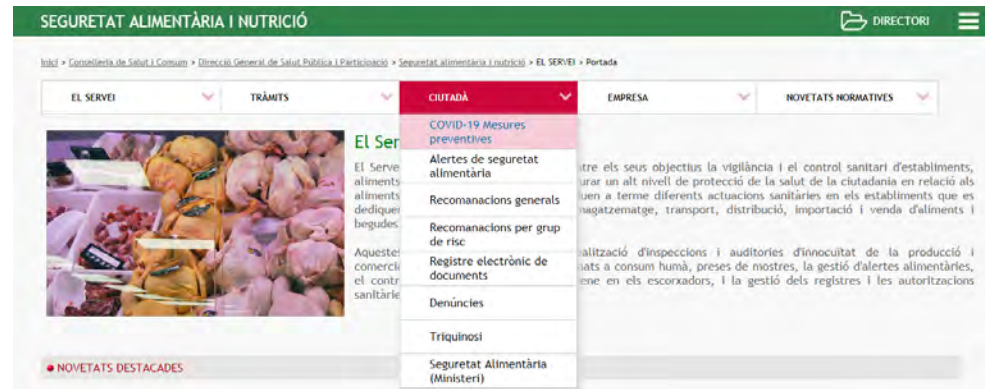 SEGURETAT ALIMENTÀRIA I NUTRICIÓ
DIRECTORI
Inici > Conselleria de Salut i Consum > Direcció General de Salut Pública i Participació > Seguretat alimentària i nutrició > EL SERVEI > Portada
EL SERVEI
TRÀMITS
CIUTADÀ
EMPRESA
NOVETATS NORMATIVES
COVID-19 Mesures
preventives
Alertes de seguretat
alimentària
Recomanacions generals
Recomanacions per grup
de risc
Registre electrònic de
documents
Denúncies
Triquinosi
Seguretat Alimentària
(Ministeri)
El Ser
El Serve
tre els seus objectius la vigilància i el control sanitari d'establiments,
aliments
urar un alt nivell de protecció de la salut de la ciutadania en relació als
aliments
uen a terme diferents actuacions sanitàries en els establiments que es
dedique
magatzematge, transport, distribució, importació i venda d'aliments i
begudes
Aqueste
alització d'inspeccions i auditories d'innocuïtat de la producció i
comerci
nats a consum humà, preses de mostres, la gestió d'alertes alimentàries,
el contr
ene en els escorxadors, i la gestió dels registres i les autoritzacions
sanitàrie
NOVETATS DESTACADES